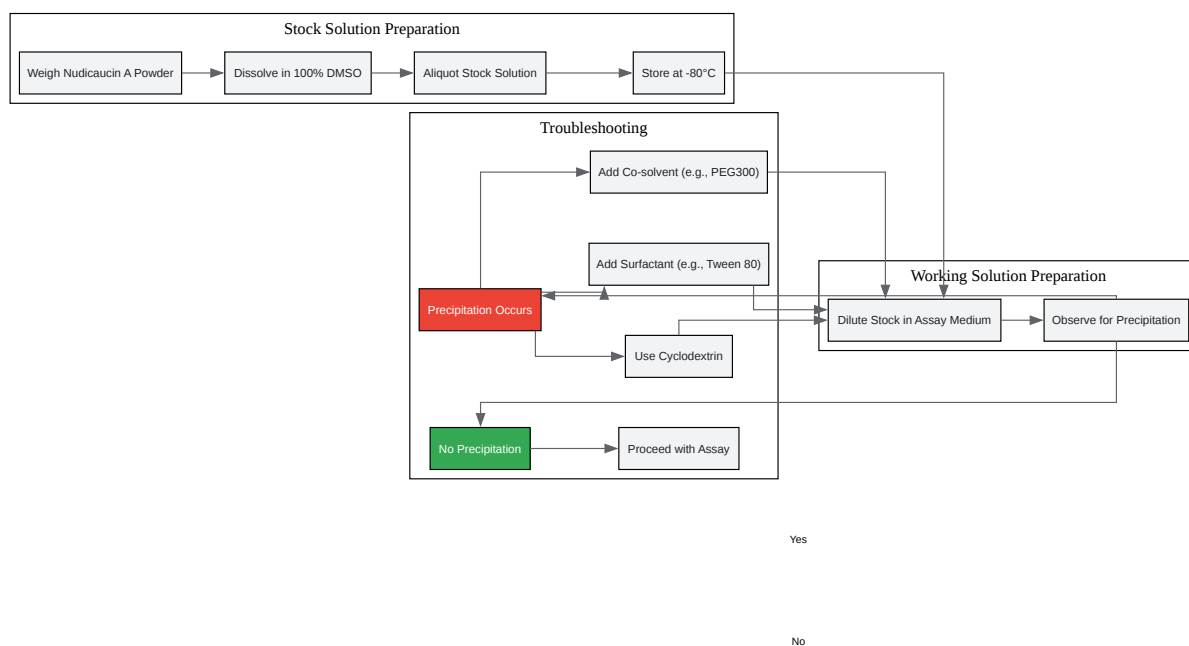 Stock Solution Preparation
Weigh Nudicaucin A Powder
Dissolve in 100% DMSO
Aliquot Stock Solution
Store at -80°C
Troubleshooting
Add Co-solvent (e.g., PEG300)
Add Surfactant (e.g., Tween 80)
Precipitation Occurs
Use Cyclodextrin
No Precipitation
Proceed with Assay
Working Solution Preparation
Dilute Stock in Assay Medium
Observe for Precipitation
Yes
No